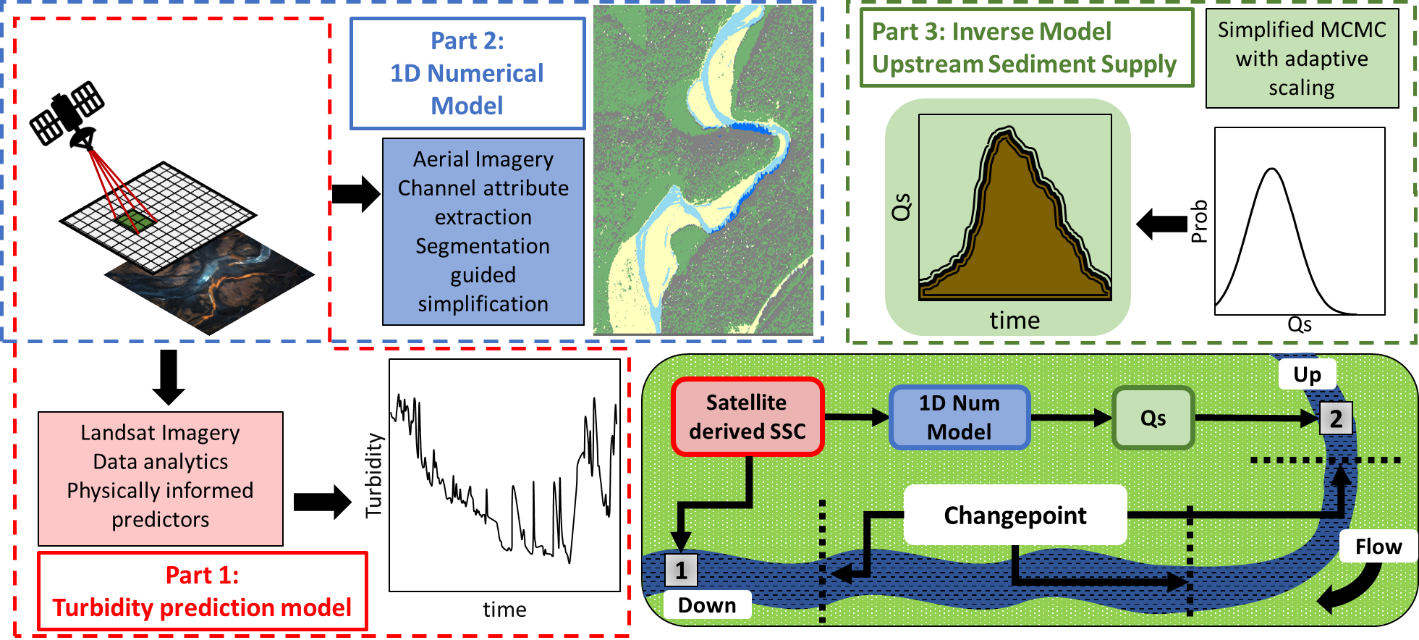 Part 2:
1D Numerical
Model
Aerial Imagery
Channel attribute
extraction
Segmentation
guided
simplification
Part 3: Inverse Model
Upstream Sediment Supply
Simplified MCMC
with adaptive
scaling
Qs
time
Prob
Qs
Landsat Imagery
Data analytics
Physically informed
predictors
Part 1:
Turbidity prediction model
Turbidity
time
Satellite
derived SSC
1D Num
Model
Qs
Up
2
Changepoint
Flow
1
Down